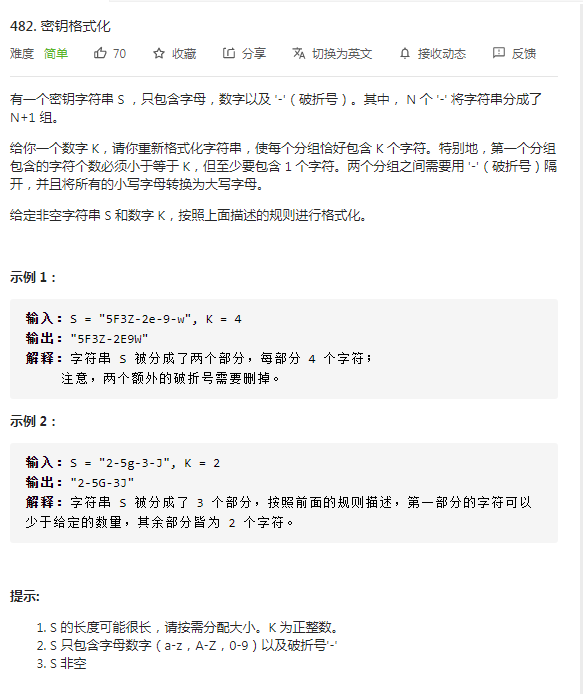 482. 密钥格式化
难度 简单 70 收藏 分享 切换为英文 接收动态 反馈
有一个密钥字符串 S ，只包含字母，数字以及 '-'（破折号）。其中， N 个 '-' 将字符串分成了
N+1 组。
给你一个数字 K，请你重新格式化字符串，使每个分组恰好包含 K 个字符。特别地，第一个分组
包含的字符个数必须小于等于 K，但至少要包含 1 个字符。两个分组之间需要用 '-'（破折号）隔
开，并且将所有的小写字母转换为大写字母。
给定非空字符串 S 和数字 K，按照上面描述的规则进行格式化。
示例 1：
输入：S = "5F3Z-2e-9-w", K = 4
输出："5F3Z-2E9W"
解释：字符串 S 被分成了两个部分，每部分 4 个字符；
注意，两个额外的破折号需要删掉。
示例 2：
输入：S = "2-5g-3-J", K = 2
输出："2-5G-3J"
解释：字符串 S 被分成了 3 个部分，按照前面的规则描述，第一部分的字符可以
少于给定的数量，其余部分皆为 2 个字符。
提示:
1. S 的长度可能很长，请按需分配大小。K 为正整数。
2. S 只包含字母数字（a-z，A-Z，0-9）以及破折号'-'
3. S 非空